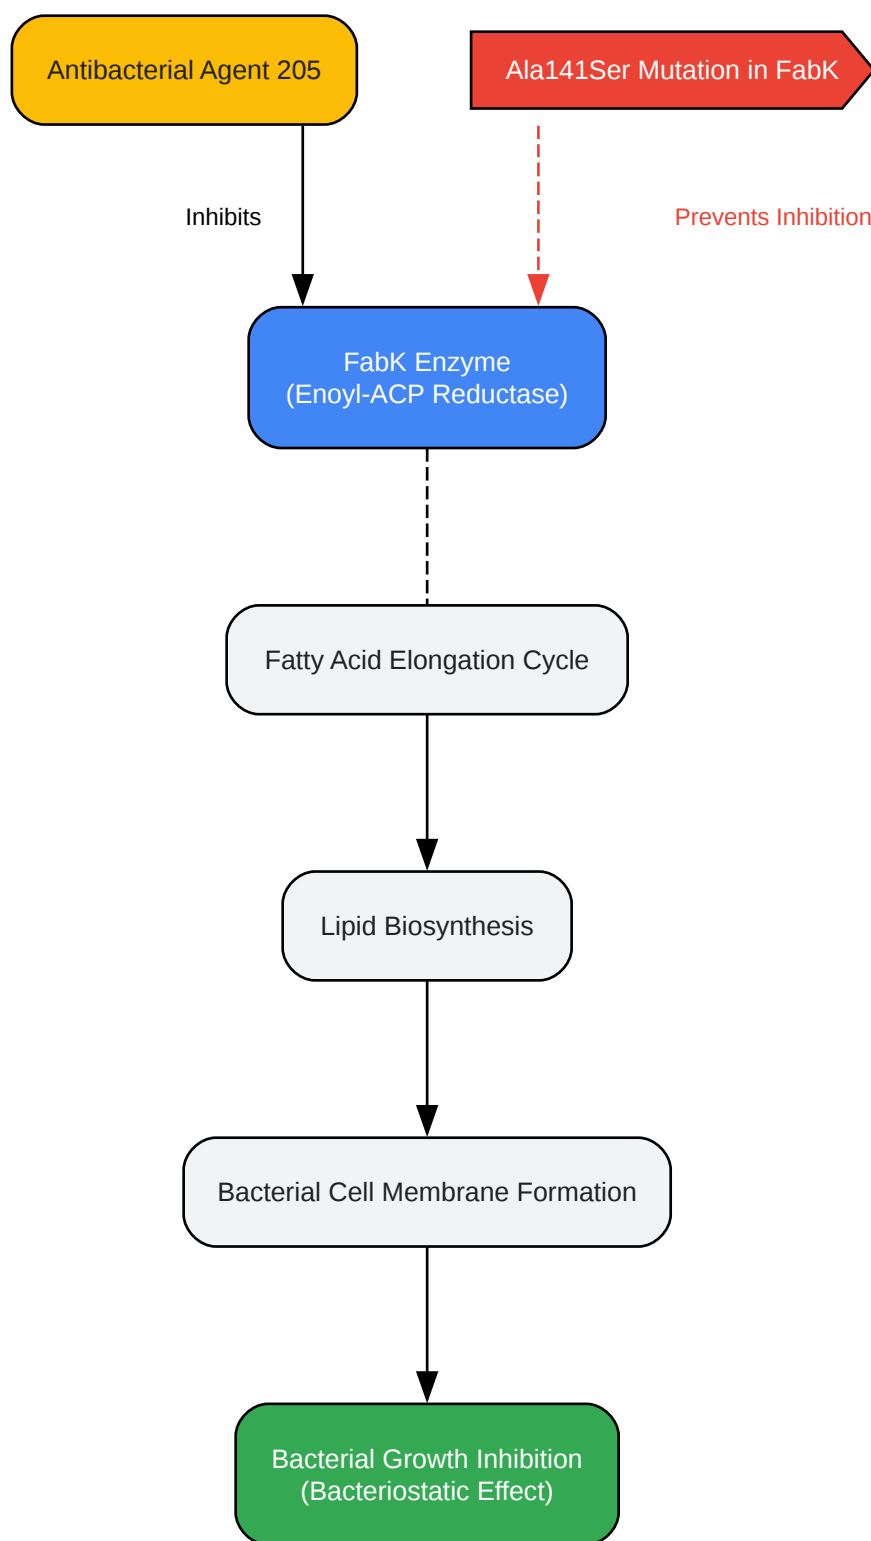 Antibacterial Agent 205
Ala141Ser Mutation in FabK
Inhibits
Prevents Inhibition
FabK Enzyme
(Enoyl-ACP Reductase)
Fatty Acid Elongation Cycle
Lipid Biosynthesis
Bacterial Cell Membrane Formation
Bacterial Growth Inhibition
(Bacteriostatic Effect)